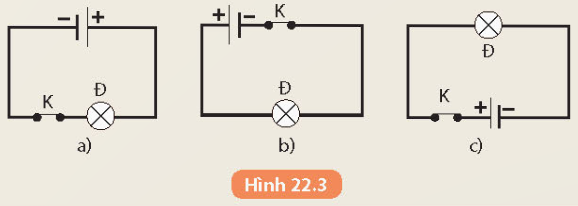 − +
K
Đ
a)
+ −
K
Đ
b)
Đ
K
+ −
c)
Hình 22.3